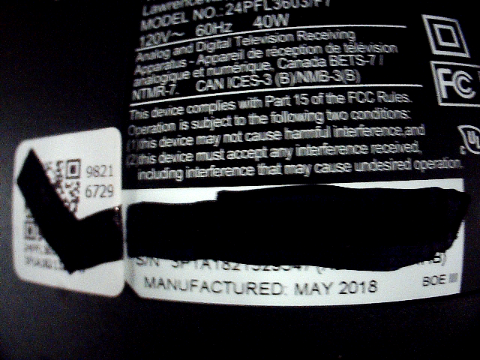 MODEL NO.: 24PFL3603/F7
120V~ 60Hz 40W
Analog and Digital Television Receiving
Apparatus - Appareil de réception de télévision
analogique et numérique. Canada BETS-7 /
NTMR-7. CAN ICES-3 (B)/NMB-3(B)
This device complies with Part 15 of the FCC Rules.
Operation is subject to the following two conditions:
(1) this device may not cause harmful interference, and
(2) this device must accept any interference received,
including interference that may cause undesired operation.
FC
UL
9821
6729
S/N
MANUFACTURED: MAY 2018
BOE